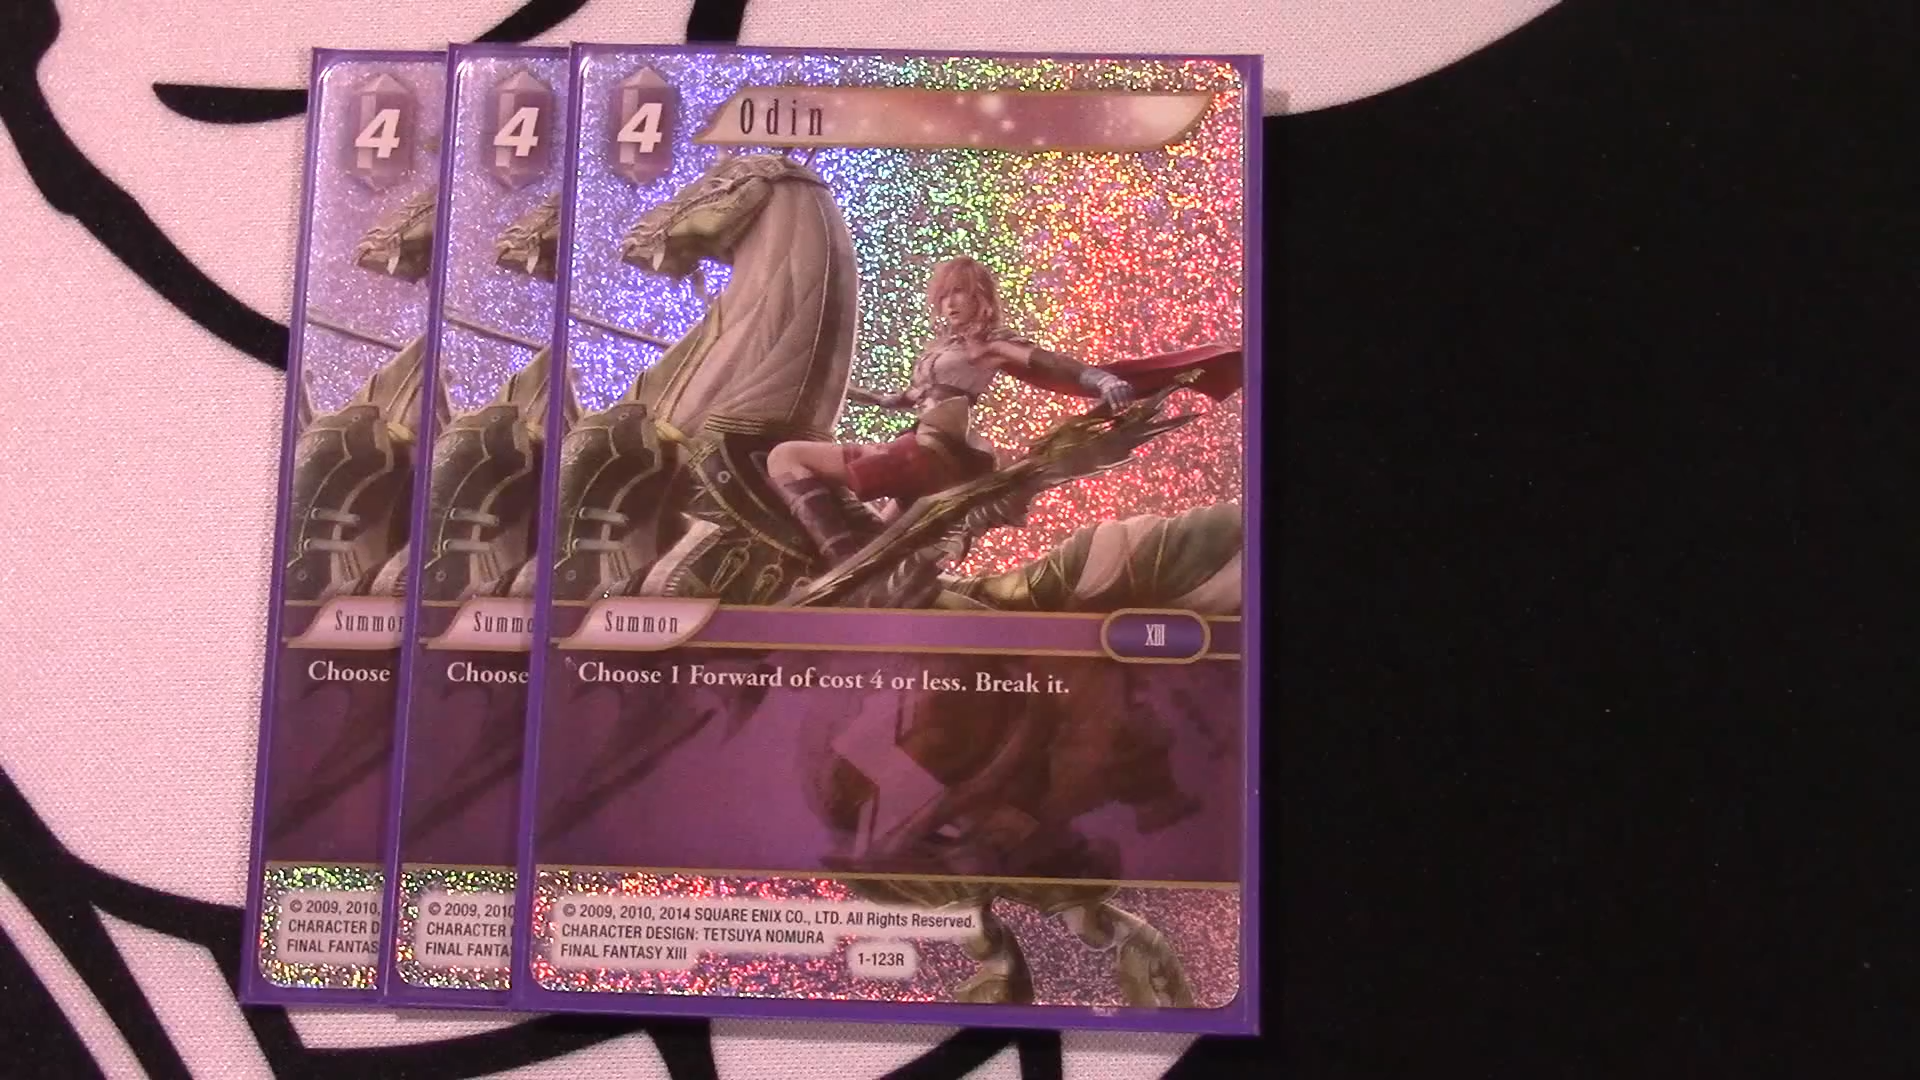 4
4
4
Odin
Summon
Summo
Summon
XIII
Choose
Choose
Choose 1 Forward of cost 4 or less. Break it.
© 2009, 2010,
CHARACTER D
FINAL FANTAS
© 2009, 2010
CHARACTER
FINAL FANTA
© 2009, 2010, 2014 SQUARE ENIX CO., LTD. All Rights Reserved.
CHARACTER DESIGN: TETSUYA NOMURA
FINAL FANTASY XIII
1-123R